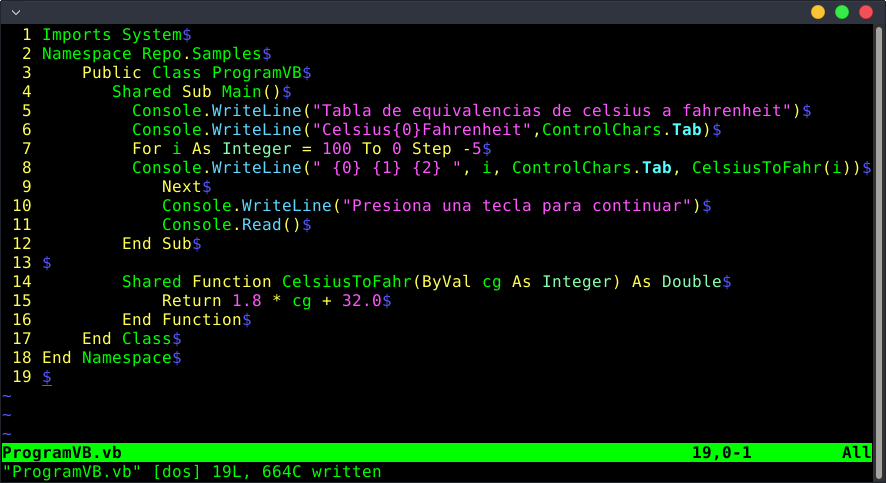 1 Imports System$
2 Namespace Repo.Samples$
3     Public Class ProgramVB$
4        Shared Sub Main()$
5          Console.WriteLine("Tabla de equivalencias de celsius a fahrenheit")$
6          Console.WriteLine("Celsius{0}Fahrenheit",ControlChars.Tab)$
7          For i As Integer = 100 To 0 Step -5$
8          Console.WriteLine(" {0} {1} {2} ", i, ControlChars.Tab, CelsiusToFahr(i))$
9             Next$
10             Console.WriteLine("Presiona una tecla para continuar")$
11             Console.Read()$
12         End Sub$
13 $
14         Shared Function CelsiusToFahr(ByVal cg As Integer) As Double$
15             Return 1.8 * cg + 32.0$
16         End Function$
17     End Class$
18 End Namespace$
19 $
~
~
~
ProgramVB.vb 19,0-1 All
"ProgramVB.vb" [dos] 19L, 664C written